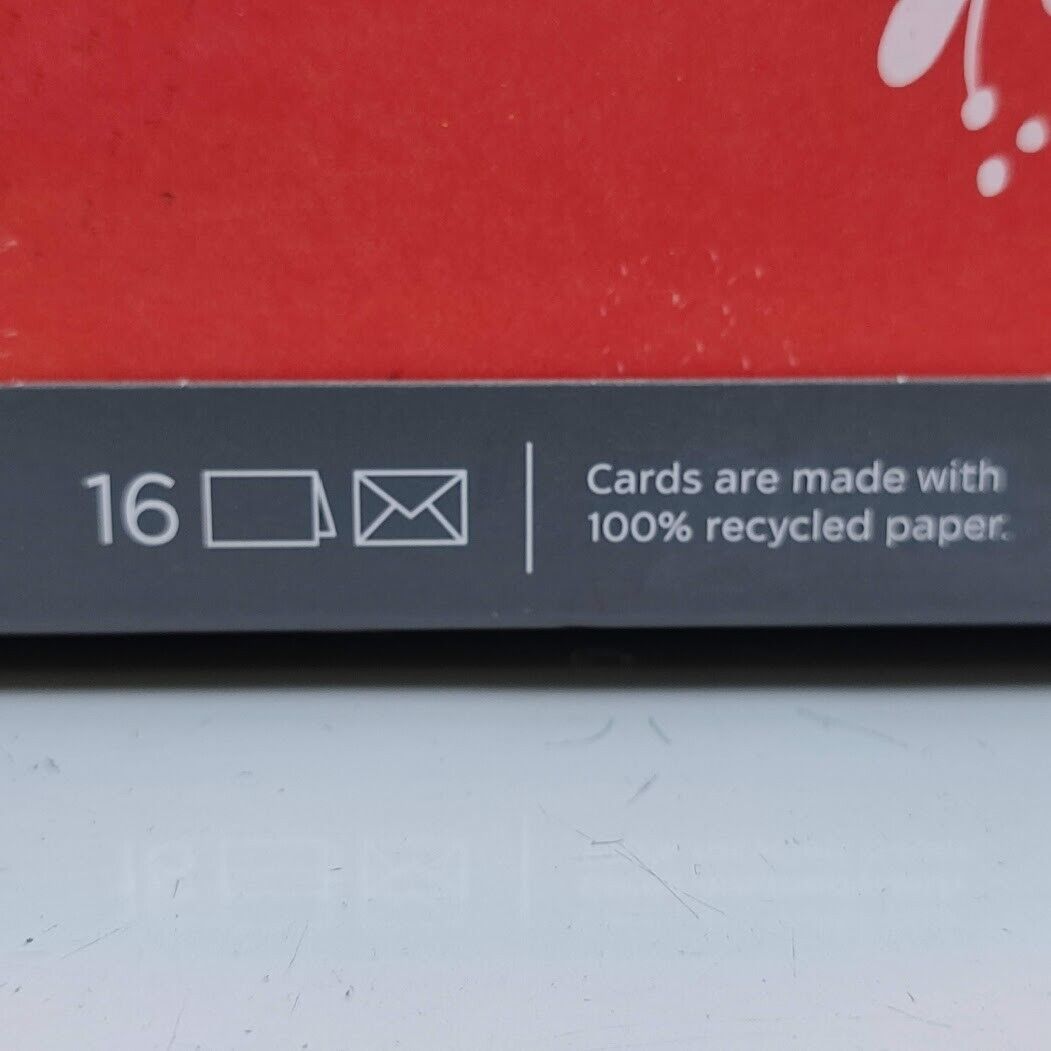 16
Cards are made with
100% recycled paper.